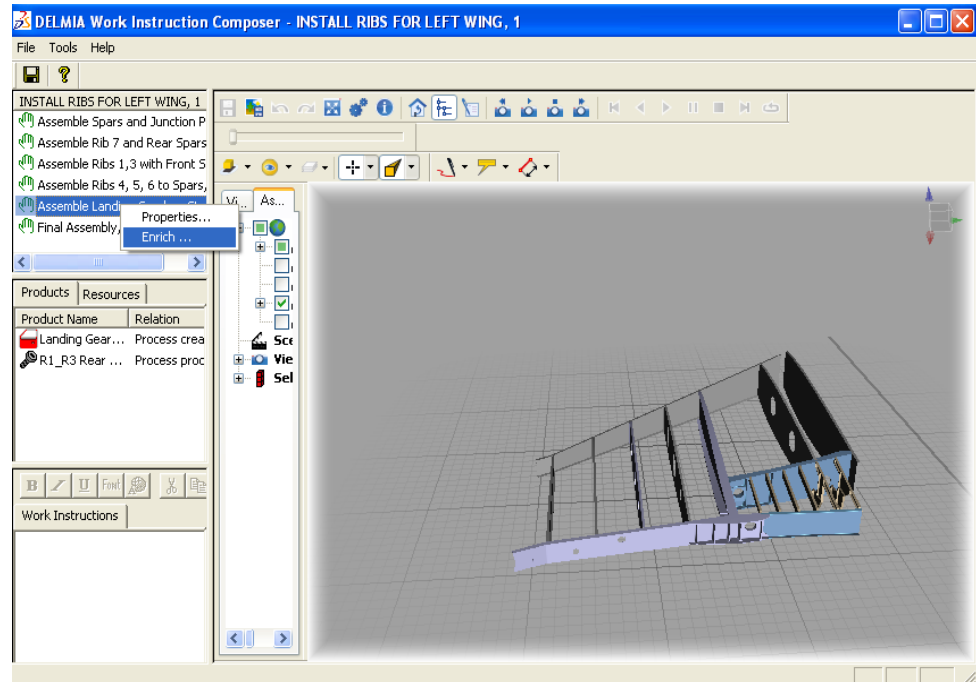 DELMIA Work Instruction Composer - INSTALL RIBS FOR LEFT WING, 1
File Tools Help
INSTALL RIBS FOR LEFT WING, 1
Assemble Spars and Junction P
Assemble Rib 7 and Rear Spars
Assemble Ribs 1,3 with Front S
Assemble Ribs 4, 5, 6 to Spars,
Assemble Landi
Final Assembly,
Properties...
Enrich ...
Vi... As...
Sce
Vie
Sel
Products Resources
Product Name Relation
Landing Gear... Process crea
R1_R3 Rear ... Process proc
B I U Font
Work Instructions